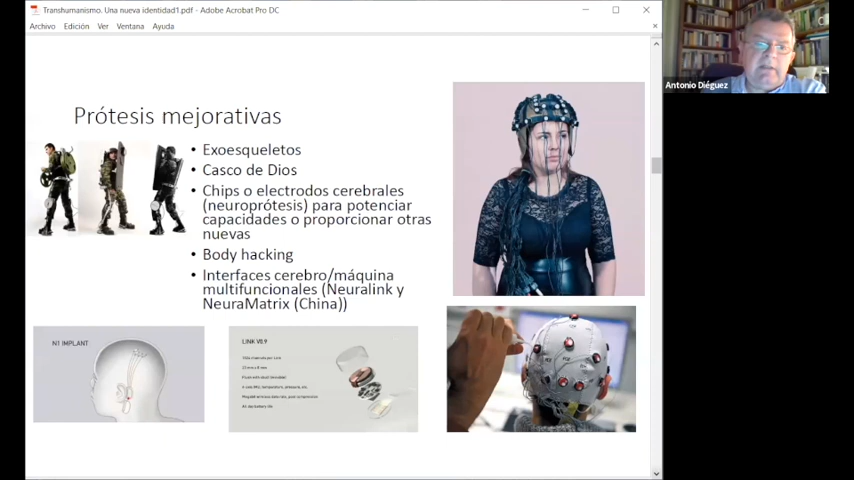 Transhumanismo. Una nueva identidad1.pdf - Adobe Acrobat Pro DC
Archivo Edición Ver Ventana Ayuda
Antonio Diéguez
Prótesis mejorativas
• Exoesqueletos
• Casco de Dios
• Chips o electrodos cerebrales
(neuroprótesis) para potenciar
capacidades o proporcionar otras
nuevas
• Body hacking
• Interfaces cerebro/máquina
multifuncionales (Neuralink y
NeuraMatrix (China))
N1 IMPLANT
LINK V0.9